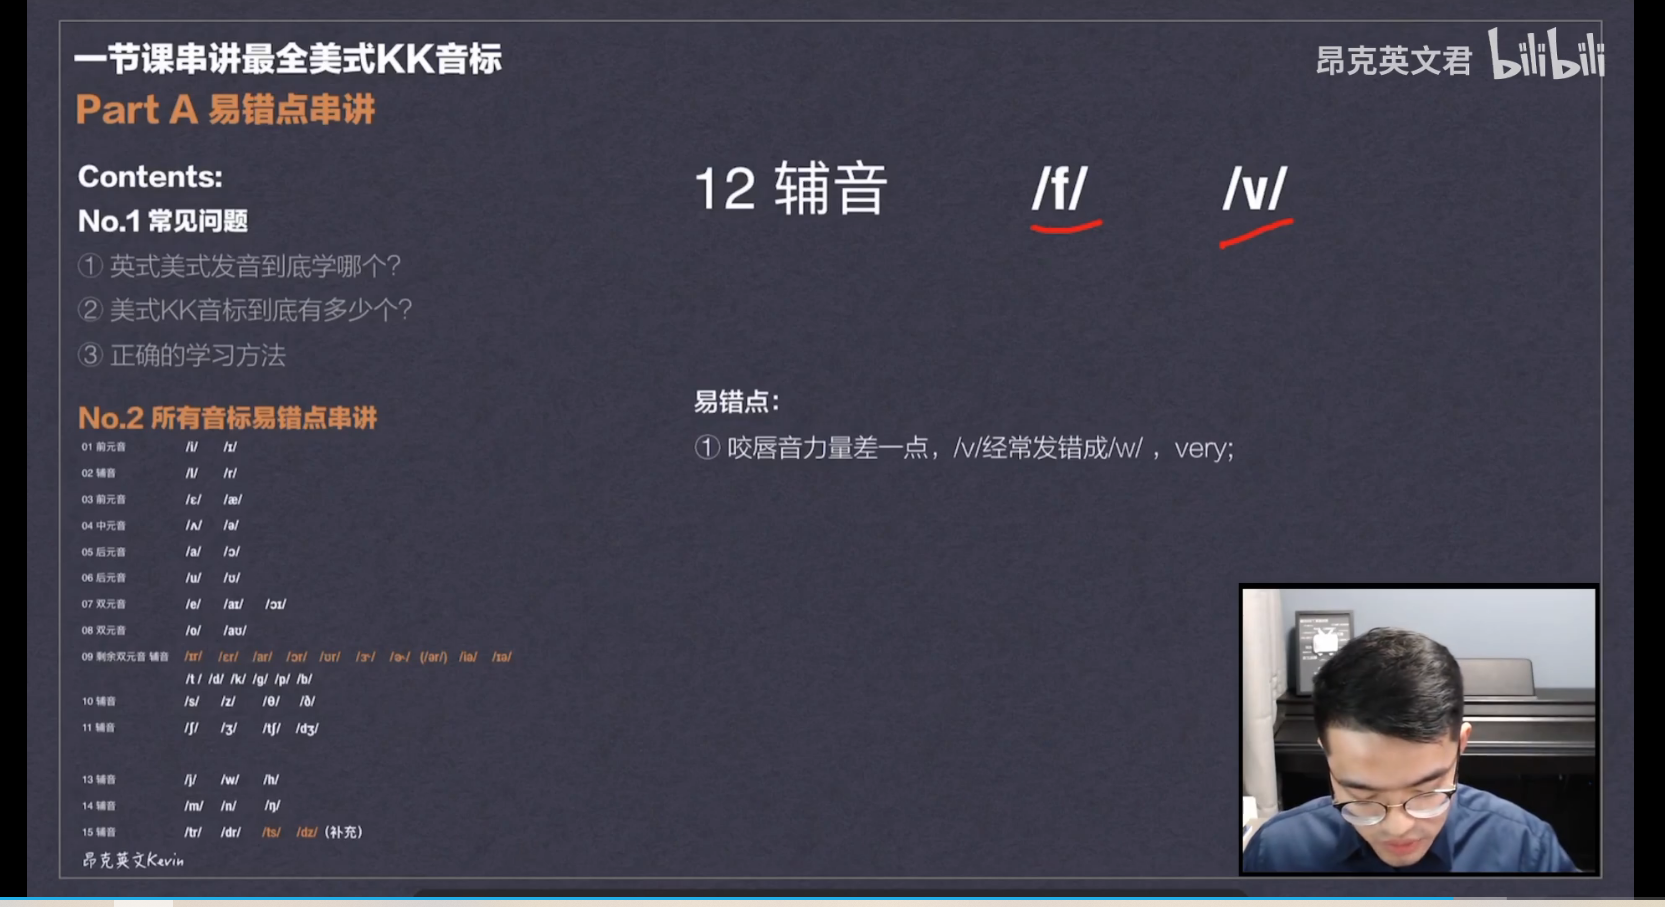 一节课串讲最全美式KK音标
Part A 易错点串讲
昂克英文君 bilibili
Contents:
No.1 常见问题
① 英式美式发音到底学哪个?
② 美式KK音标到底有多少个?
③ 正确的学习方法
No.2 所有音标易错点串讲
01 前元音 /i/ /ɪ/
02 辅音 /l/ /r/
03 前元音 /ɛ/ /æ/
04 中元音 /ʌ/ /ə/
05 后元音 /a/ /ɔ/
06 后元音 /u/ /ʊ/
07 双元音 /e/ /aɪ/ /ɔɪ/
08 双元音 /o/ /aʊ/
09 剩余双元音 辅音 /ɪr/ /ɛr/ /ar/ /ɔr/ /ʊr/ /ɝ/ /ɚ/ (/ər/) /iə/ /ɪə/
/t / /d/ /k/ /g/ /p/ /b/
10 辅音 /s/ /z/ /θ/ /ð/
11 辅音 /ʃ/ /ʒ/ /tʃ/ /dʒ/
13 辅音 /j/ /w/ /h/
14 辅音 /m/ /n/ /ŋ/
15 辅音 /tr/ /dr/ /ts/ /dz/ (补充)
昂克英文Kevin
12 辅音 /f/ /v/
易错点:
① 咬唇音力量差一点，/v/经常发错成/w/ ，very;